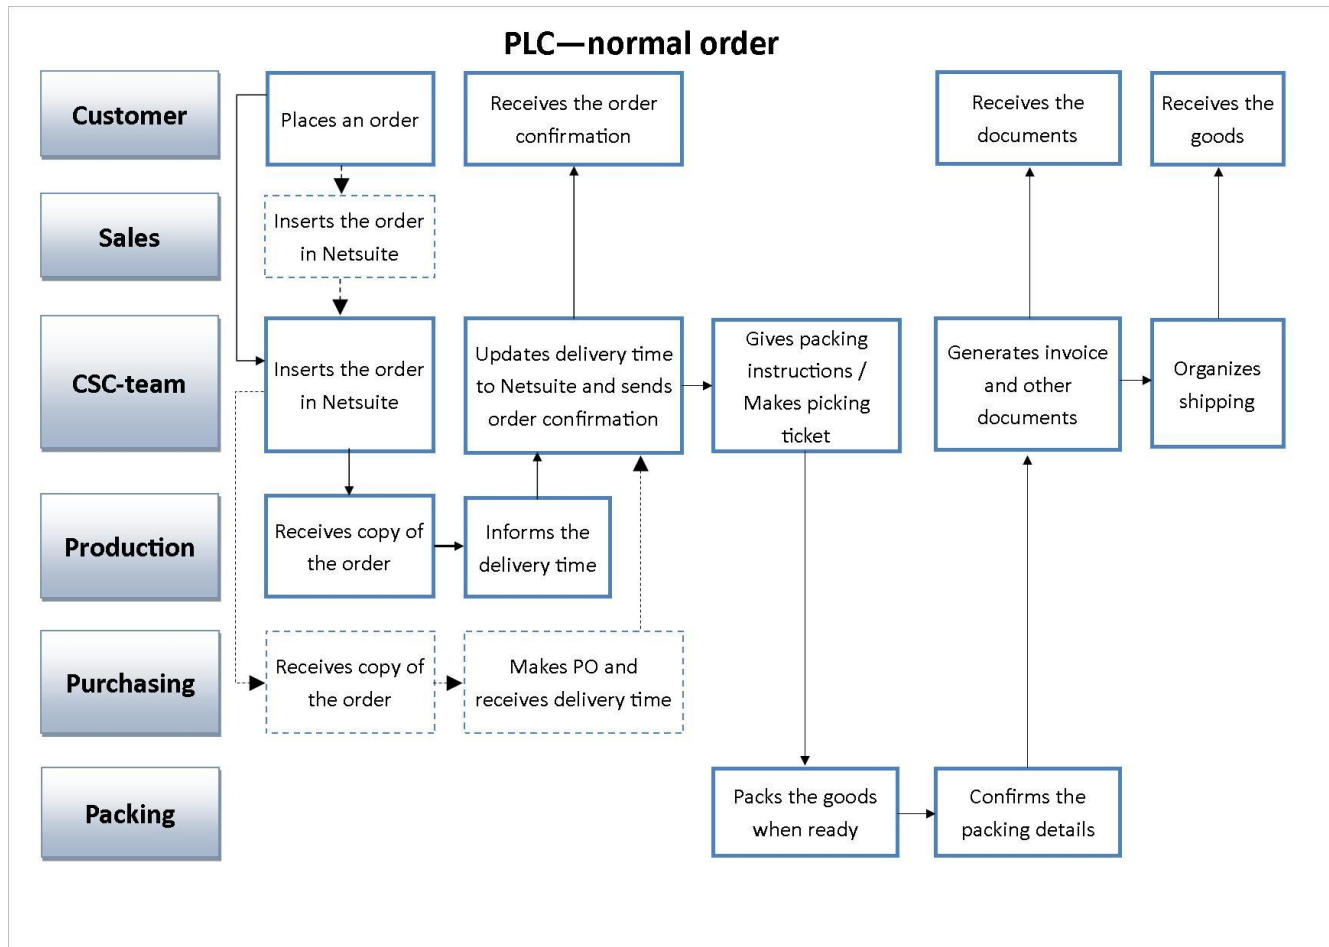 PLC—normal order
Customer
Places an order
Receives the order
confirmation
Receives the
documents
Receives the
goods
Sales
Inserts the order
in Netsuite
CSC-team
Inserts the order
in Netsuite
Updates delivery time
to Netsuite and sends
order confirmation
Gives packing
instructions /
Makes picking
ticket
Generates invoice
and other
documents
Organizes
shipping
Production
Receives copy of
the order
Informs the
delivery time
Purchasing
Receives copy of
the order
Makes PO and
receives delivery time
Packing
Packs the goods
when ready
Confirms the
packing details